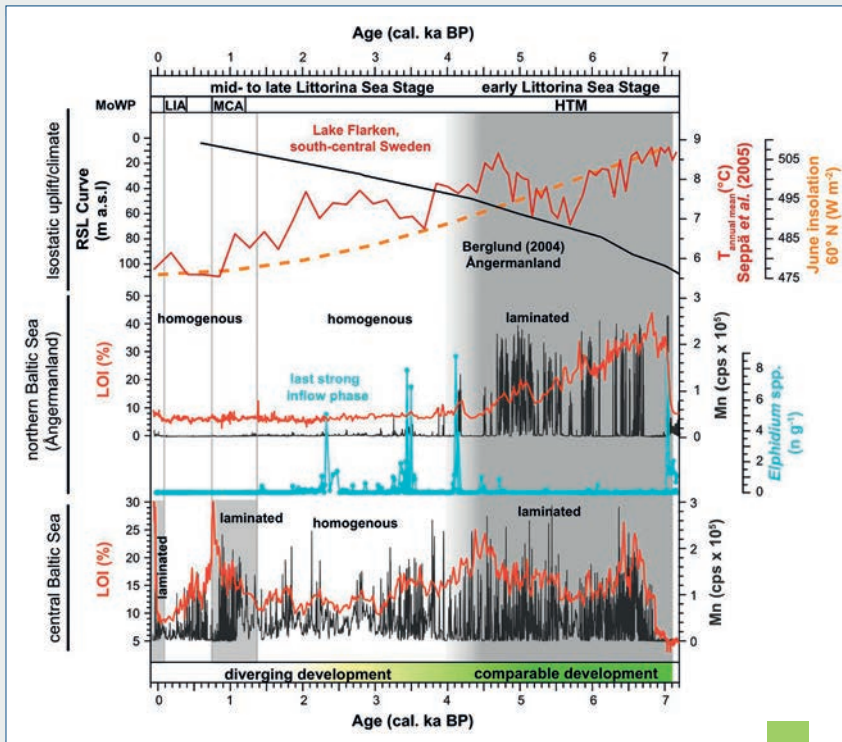 Age (cal. ka BP)
0 1 2 3 4 5 6 7
mid- to late Littorina Sea Stage
early Littorina Sea Stage
MoWP
LIA
MCA
HTM
Isostatic uplift/climate
RSL Curve
(m a.s.l)
0
20
40
60
80
100
Lake Flarken,
south-central Sweden
Berglund (2004)
Ångermanland
9
8
7
6
5
T annual mean (°C)
Seppä et al. (2005)
505
495
485
475
June insolation
60° N (W m-2)
northern Baltic Sea
(Ångermanland)
LOI (%)
50
40
30
20
10
0
homogenous
homogenous
laminated
last strong
inflow phase
3
2
1
0
Mn (cps x 10⁵)
8
6
4
2
0
Elphidium spp.
(n g-1)
central Baltic Sea
LOI (%)
30
25
20
15
10
5
laminated
laminated
homogenous
laminated
3
2
1
0
Mn (cps x 10⁵)
diverging development
comparable development
0 1 2 3 4 5 6 7
Age (cal. ka BP)